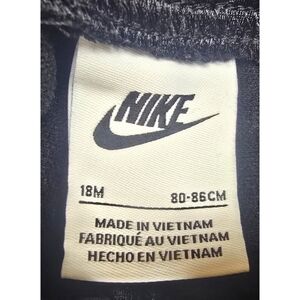 NIKE
18M 80-86CM
MADE IN VIETNAM
FABRIQUÉ AU VIETNAM
HECHO EN VIETNAM